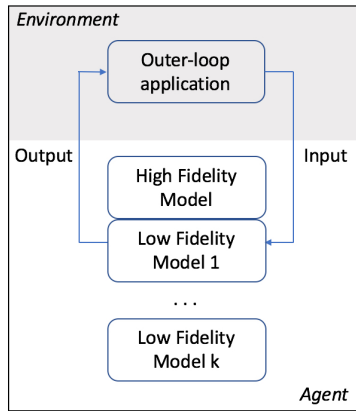 Environment
Outer-loop
application
Output
Input
High Fidelity
Model
Low Fidelity
Model 1
...
Low Fidelity
Model k
Agent